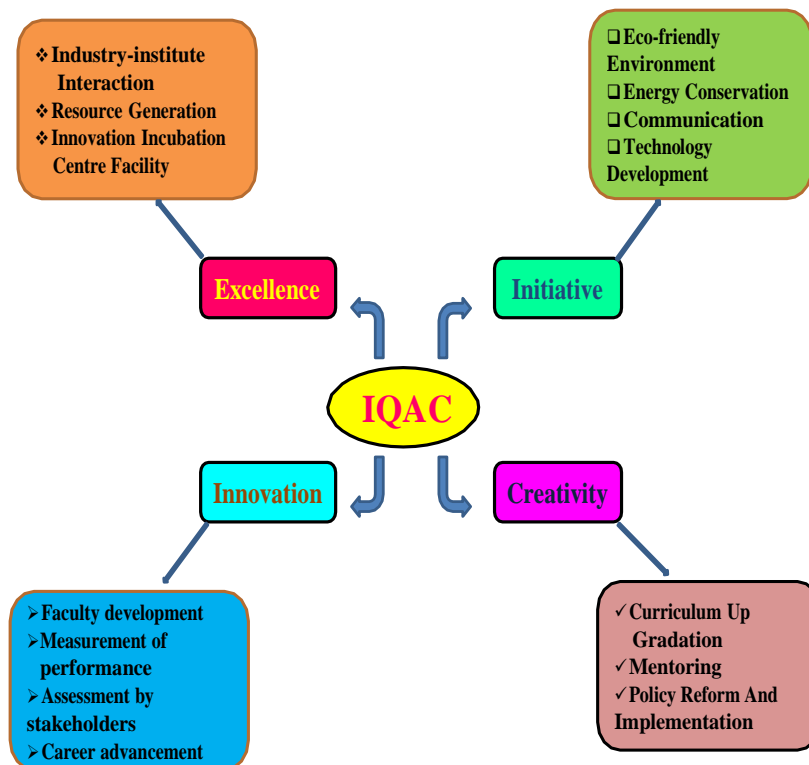 ❖Industry-institute
Interaction
❖Resource Generation
❖Innovation Incubation
Centre Facility
❑Eco-friendly
Environment
❑Energy Conservation
❑Communication
❑Technology
Development
Excellence
Initiative
IQAC
Innovation
Creativity
➢Faculty development
➢Measurement of
performance
➢Assessment by
stakeholders
➢Career advancement
✓Curriculum Up
Gradation
✓Mentoring
✓Policy Reform And
Implementation